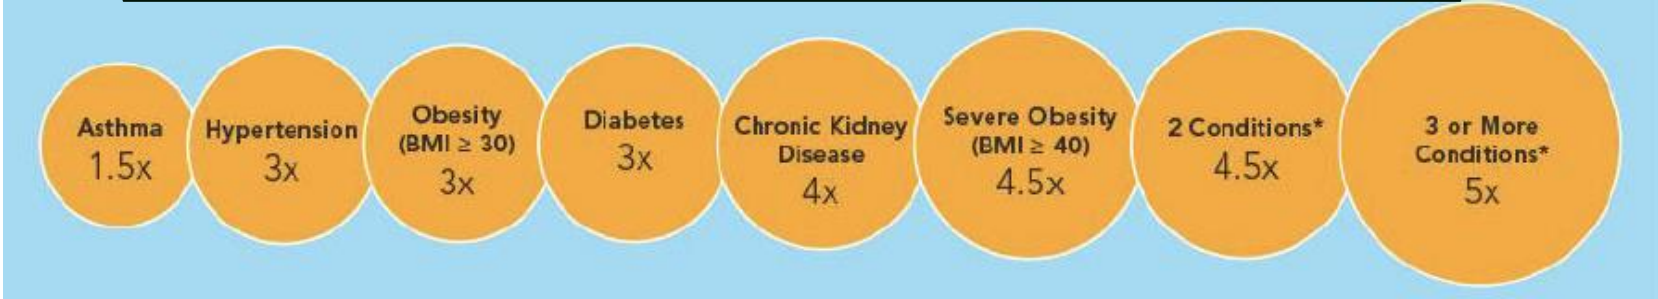 Asthma
1.5x
Hypertension
3x
Obesity
(BMI ≥ 30)
3x
Diabetes
3x
Chronic Kidney
Disease
4x
Severe Obesity
(BMI ≥ 40)
4.5x
2 Conditions*
4.5x
3 or More
Conditions*
5x